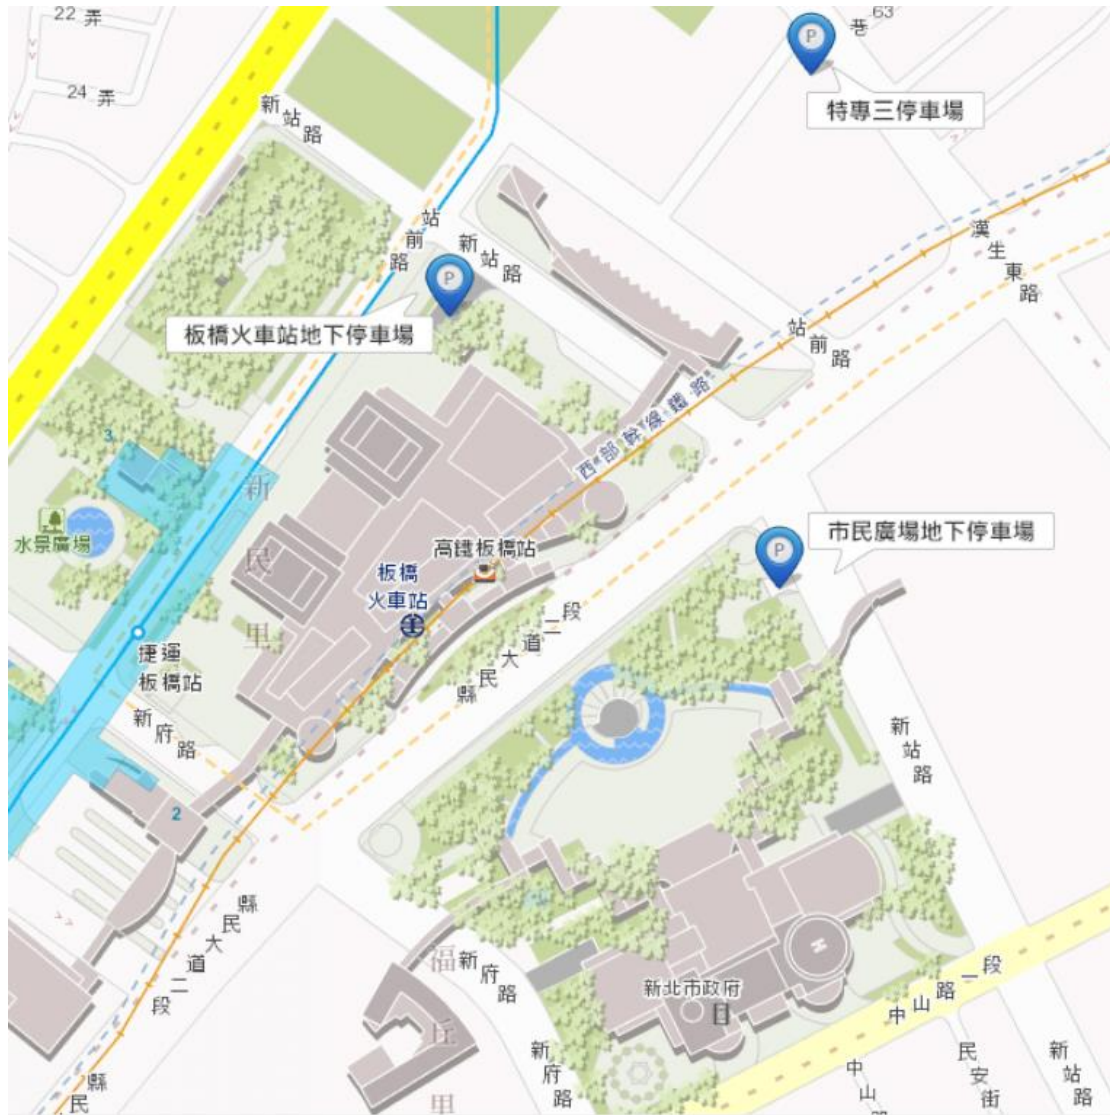 22 弄
63
巷
24 弄
特專三停車場
新站路
站前路
新站路
漢生東路
板橋火車站地下停車場
站前路
西部幹線鐵路
3
新民里
水景廣場
高鐵板橋站
市民廣場地下停車場
板橋
火車站
縣民大道二段
捷運
板橋站
新府路
新站路
2
縣民大道二段
福丘里
新府路
新北市政府
中山路一段
新府路
民安街
新站路
中山路
縣民